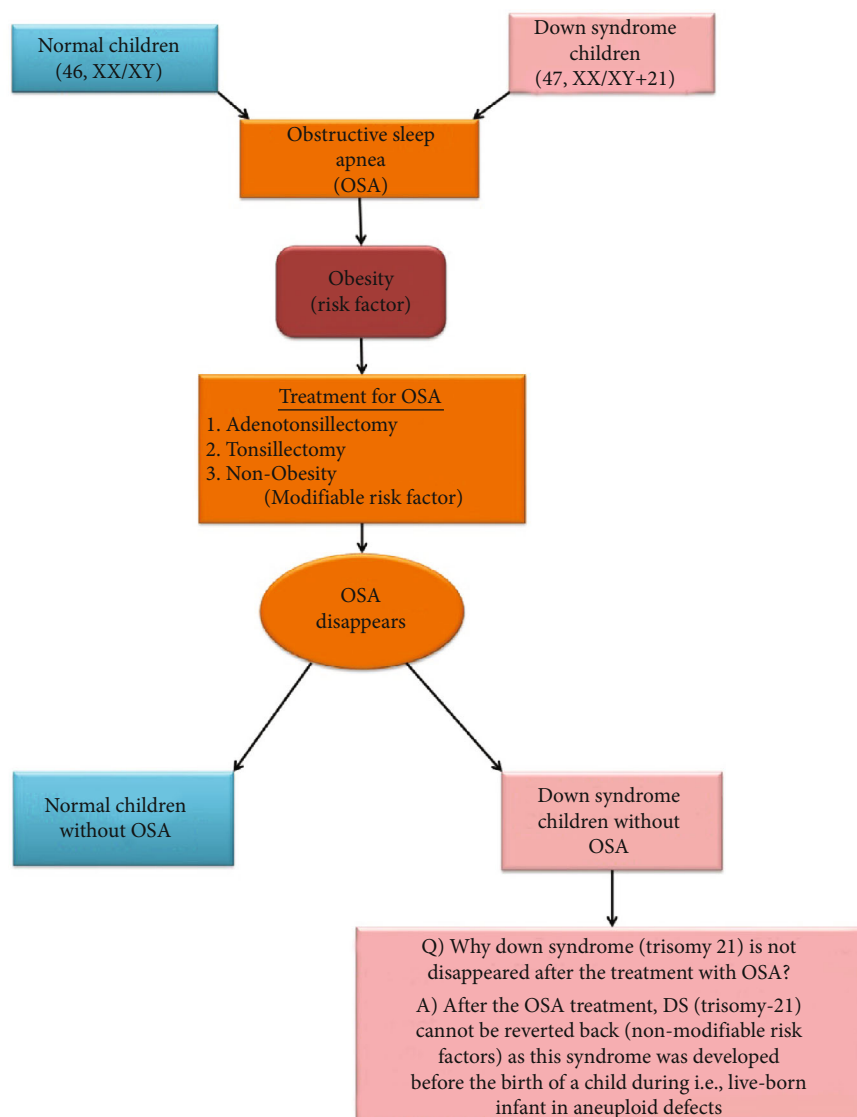 Normal children
(46, XX/XY)
Down syndrome
children
(47, XX/XY+21)
Obstructive sleep
apnea
(OSA)
Obesity
(risk factor)
Treatment for OSA
1. Adenotonsillectomy
2. Tonsillectomy
3. Non-Obesity
(Modifiable risk factor)
OSA
disappears
Normal children
without OSA
Down syndrome
children without
OSA
Q) Why down syndrome (trisomy 21) is not
disappeared after the treatment with OSA?
A) After the OSA treatment, DS (trisomy-21)
cannot be reverted back (non-modifiable risk
factors) as this syndrome was developed
before the birth of a child during i.e., live-born
infant in aneuploid defects